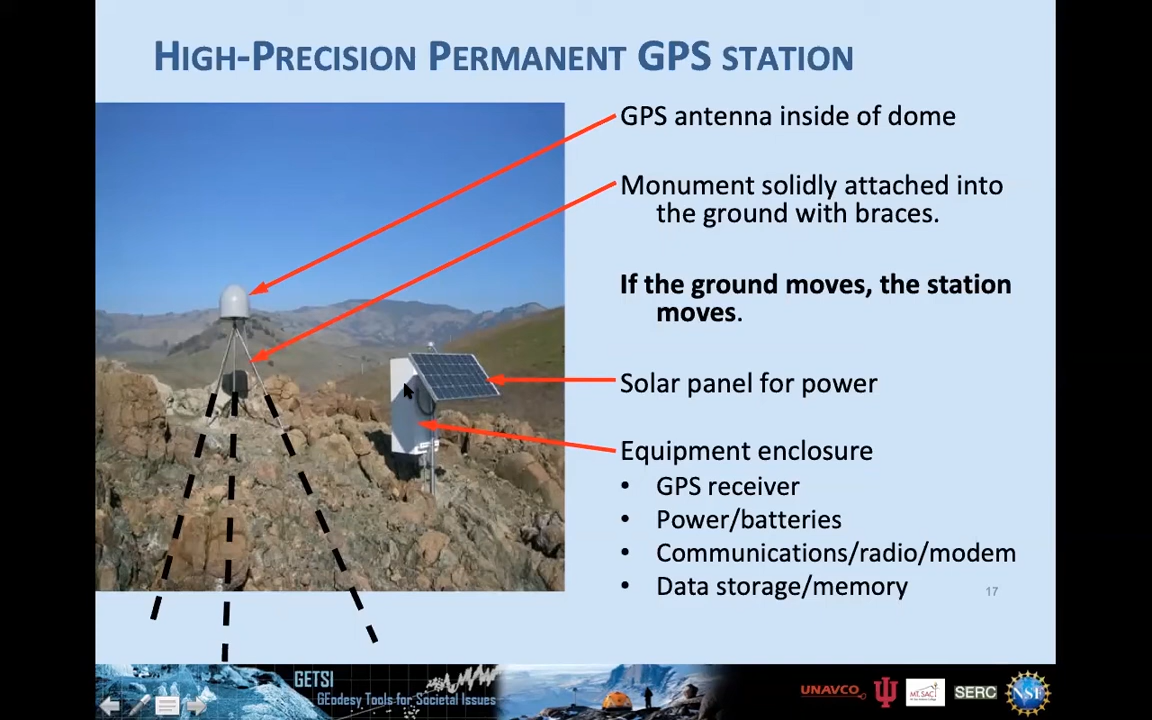 HIGH-PRECISION PERMANENT GPS STATION
GPS antenna inside of dome
Monument solidly attached into
the ground with braces.
If the ground moves, the station
moves.
Solar panel for power
Equipment enclosure
• GPS receiver
• Power/batteries
• Communications/radio/modem
• Data storage/memory
17
GETSI
GEodesy Tools for Societal Issues
UNAVCO
MT. SAC
SERC
NSF